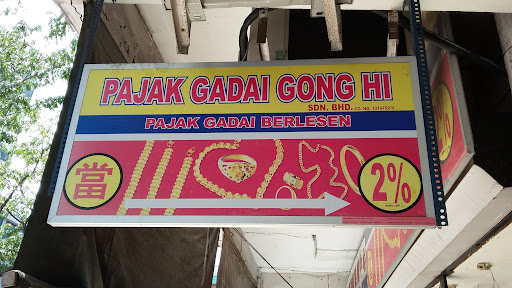 PAJAK GADAI GONG HI
SDN. BHD.
PAJAK GADAI BERLESEN
當
2%